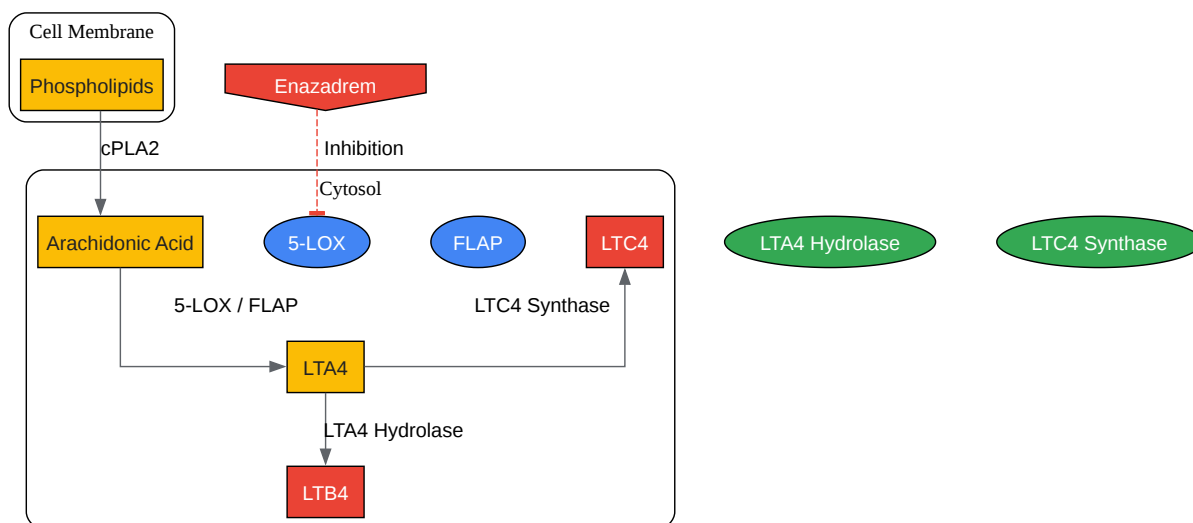 Cell Membrane
Phospholipids
Enazadrem
cPLA2
Inhibition
Cytosol
Arachidonic Acid
5-LOX
FLAP
LTC4
LTA4 Hydrolase
LTC4 Synthase
5-LOX / FLAP
LTC4 Synthase
LTA4
LTA4 Hydrolase
LTB4